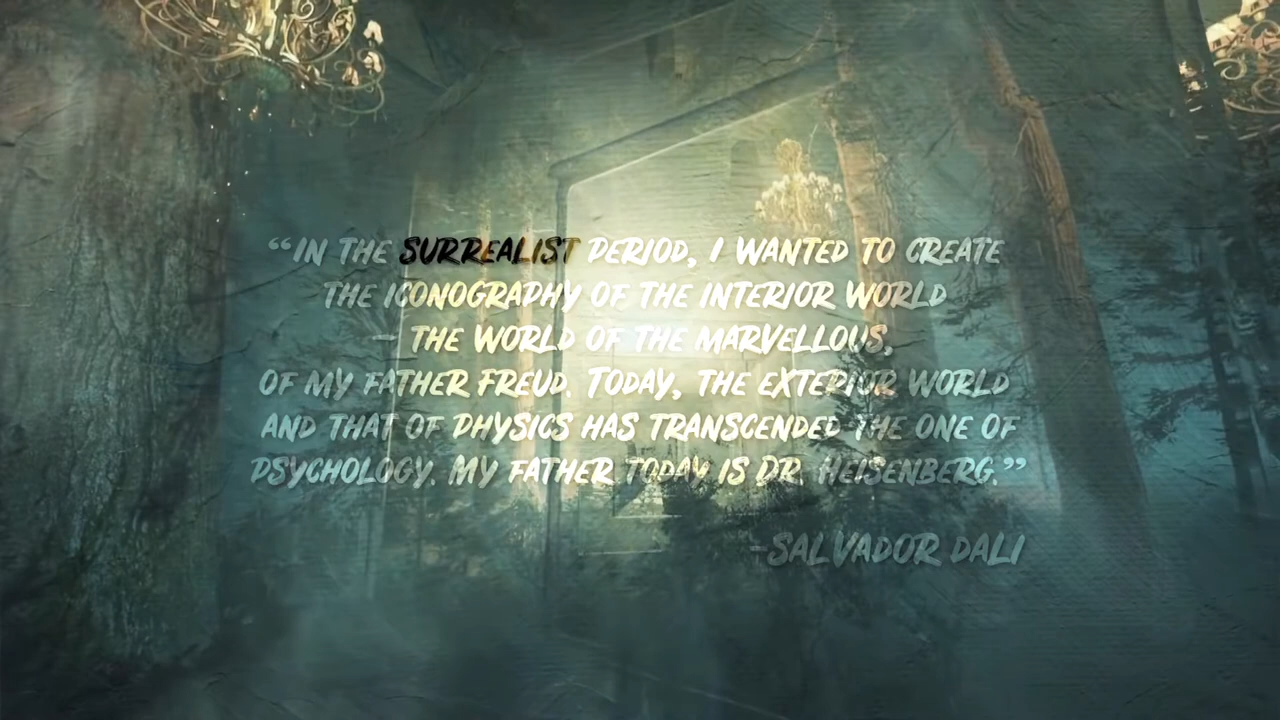 “IN THE SURREALIST PERIOD, I WANTED TO CREATE
THE ICONOGRAPHY OF THE INTERIOR WORLD
– THE WORLD OF THE MARVELLOUS,
OF MY FATHER FREUD. TODAY, THE EXTERIOR WORLD
AND THAT OF PHYSICS HAS TRANSCENDED THE ONE OF
PSYCHOLOGY. MY FATHER TODAY IS DR. HEISENBERG.”
-SALVADOR DALI